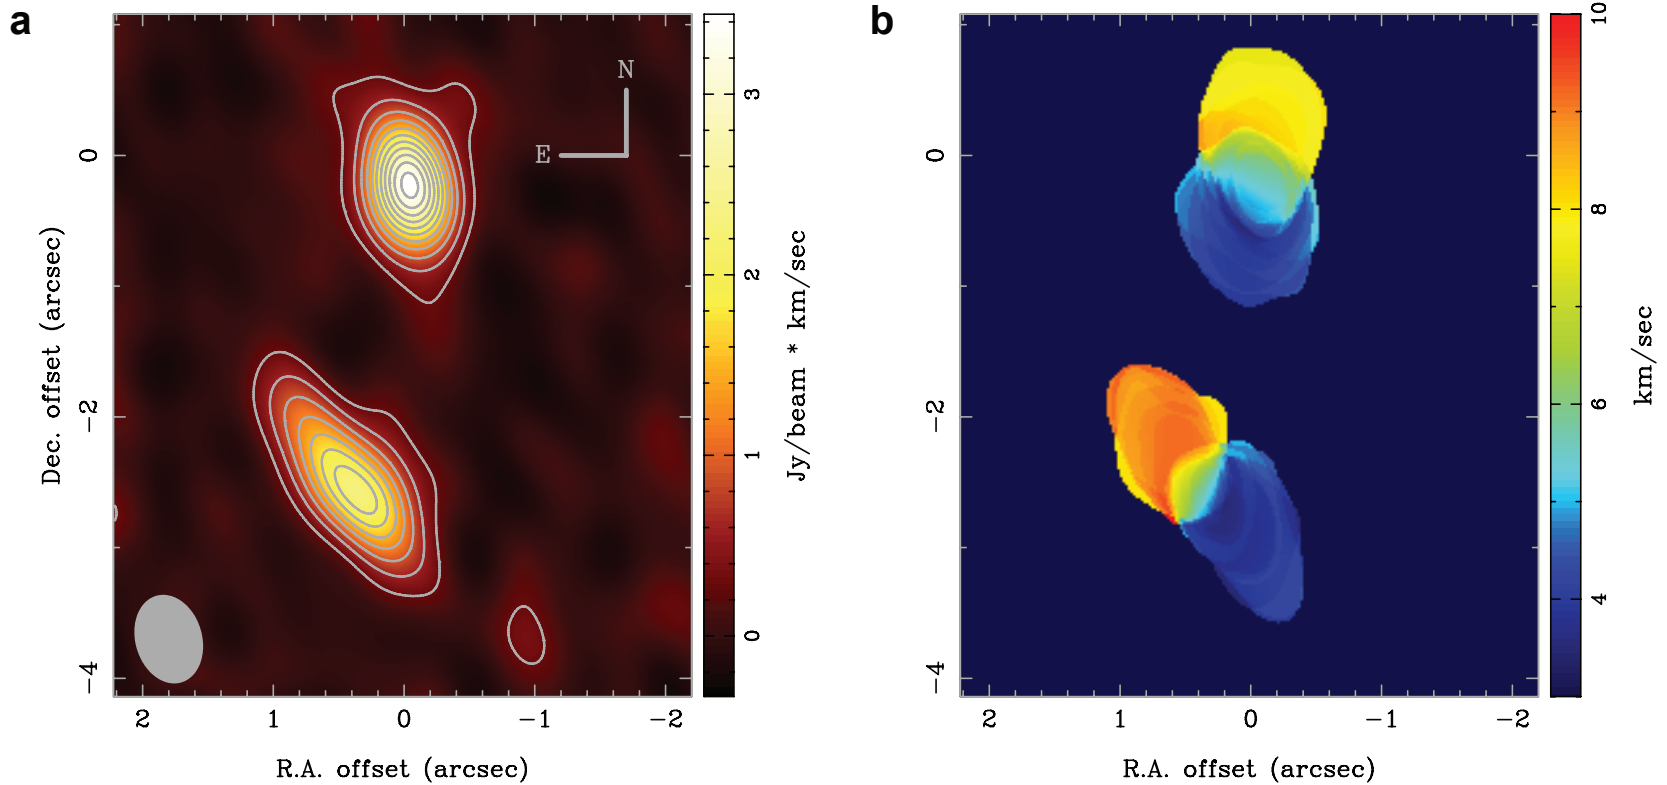 a
b
N
E
0
−2
−4
Dec. offset (arcsec)
2 1 0 −1 −2
R.A. offset (arcsec)
3
2
1
0
Jy/beam * km/sec
0
−2
−4
2 1 0 −1 −2
R.A. offset (arcsec)
10
8
6
4
km/sec